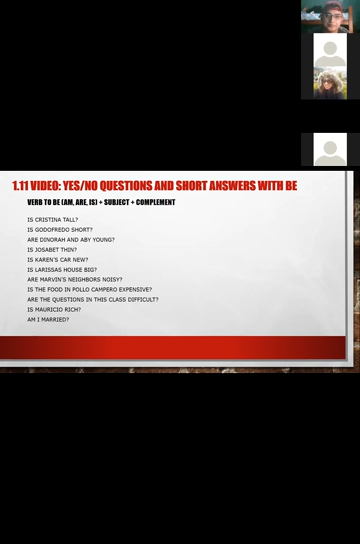 1.11 VIDEO: YES/NO QUESTIONS AND SHORT ANSWERS WITH BE
VERB TO BE (AM, ARE, IS) + SUBJECT + COMPLEMENT
IS CRISTINA TALL?
IS GODOFREDO SHORT?
ARE DINORAH AND ABY YOUNG?
IS JOSABET THIN?
IS KAREN'S CAR NEW?
IS LARISSAS HOUSE BIG?
ARE MARVIN'S NEIGHBORS NOISY?
IS THE FOOD IN POLLO CAMPERO EXPENSIVE?
ARE THE QUESTIONS IN THIS CLASS DIFFICULT?
IS MAURICIO RICH?
AM I MARRIED?